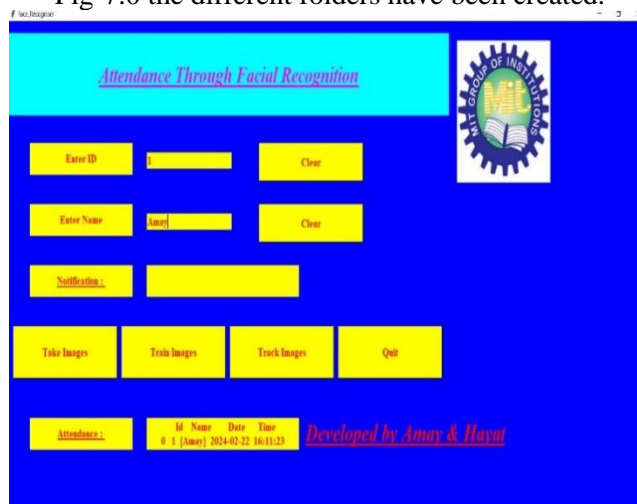 Fig-7.6 the different folders have been created.
Face_Recogniser
Attendance Through Facial Recognition
MIT GROUP OF INSTITUTIONS
Mit
Enter ID 1 Clear
Enter Name Amay Clear
Notification :
Take Images Train Images Track Images Quit
Attendance :
Id Name Date Time
0 1 [Amay] 2024-02-22 16:11:23
Developed by Amay & Hayat